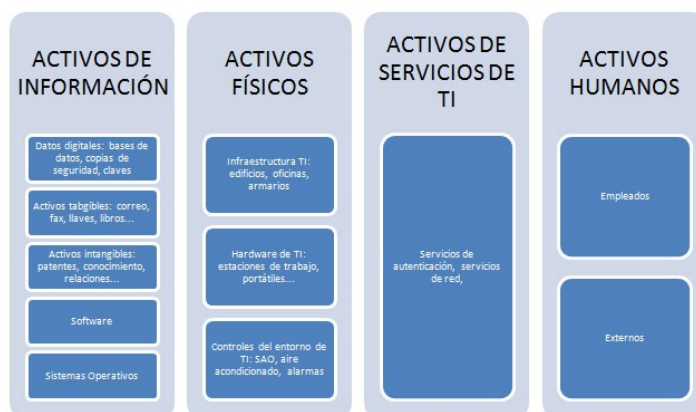 ACTIVOS DE
INFORMACIÓN
Datos digitales: bases de
datos, copias de
seguridad, claves
Activos tabgibles: correo,
fax, llaves, libros...
Activos intangibles:
patentes, conocimiento,
relaciones...
Software
Sistemas Operativos
ACTIVOS
FÍSICOS
Infraestructura TI:
edificios, oficinas,
armarios
Hardware de TI:
estaciones de trabajo,
portátiles...
Controles del entorno de
TI: SAO, aire
acondicionado, alarmas
ACTIVOS DE
SERVICIOS DE
TI
Servicios de
autenticación, servicios
de red,
ACTIVOS
HUMANOS
Empleados
Externos